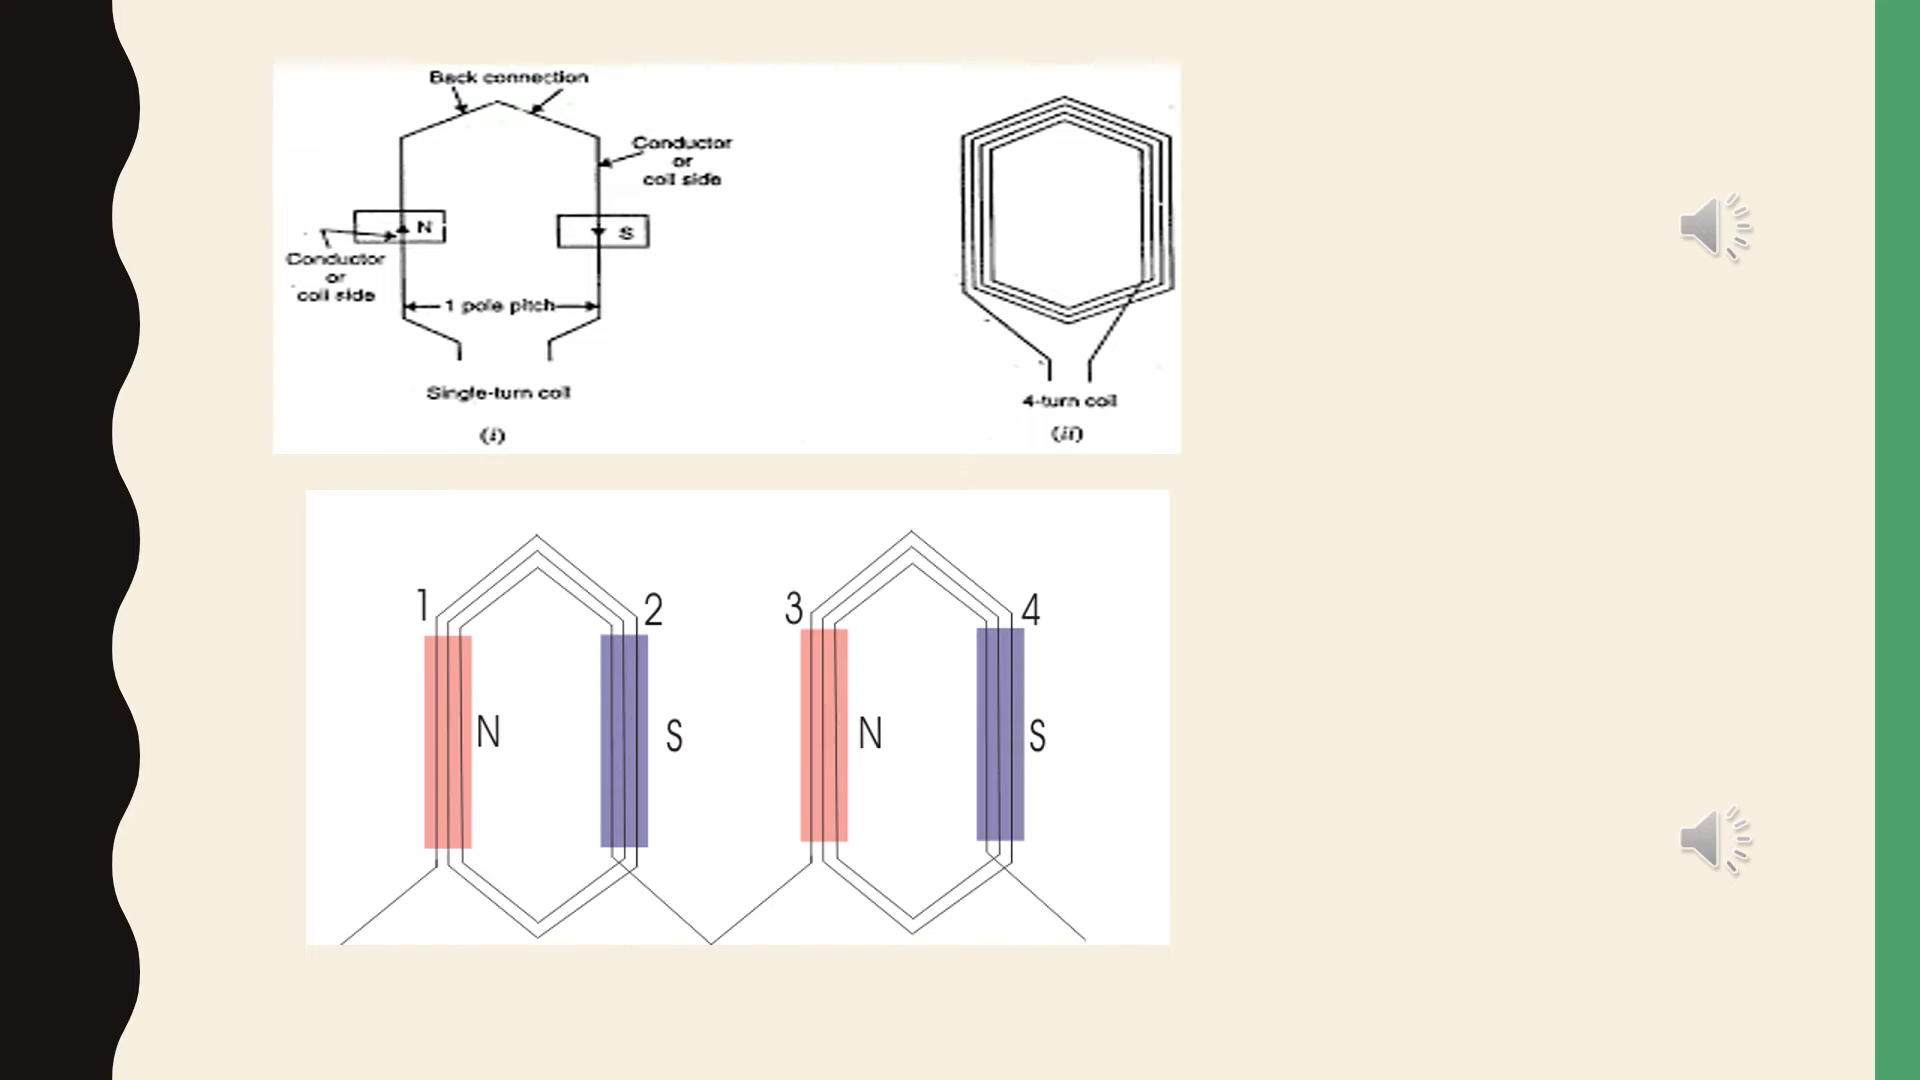 Back connection
Conductor
or
coil side
N
S
Conductor
or
coil side
1 pole pitch
Single-turn coil
(i)
4-turn coil
(ii)
1
2
3
4
N
S
N
S